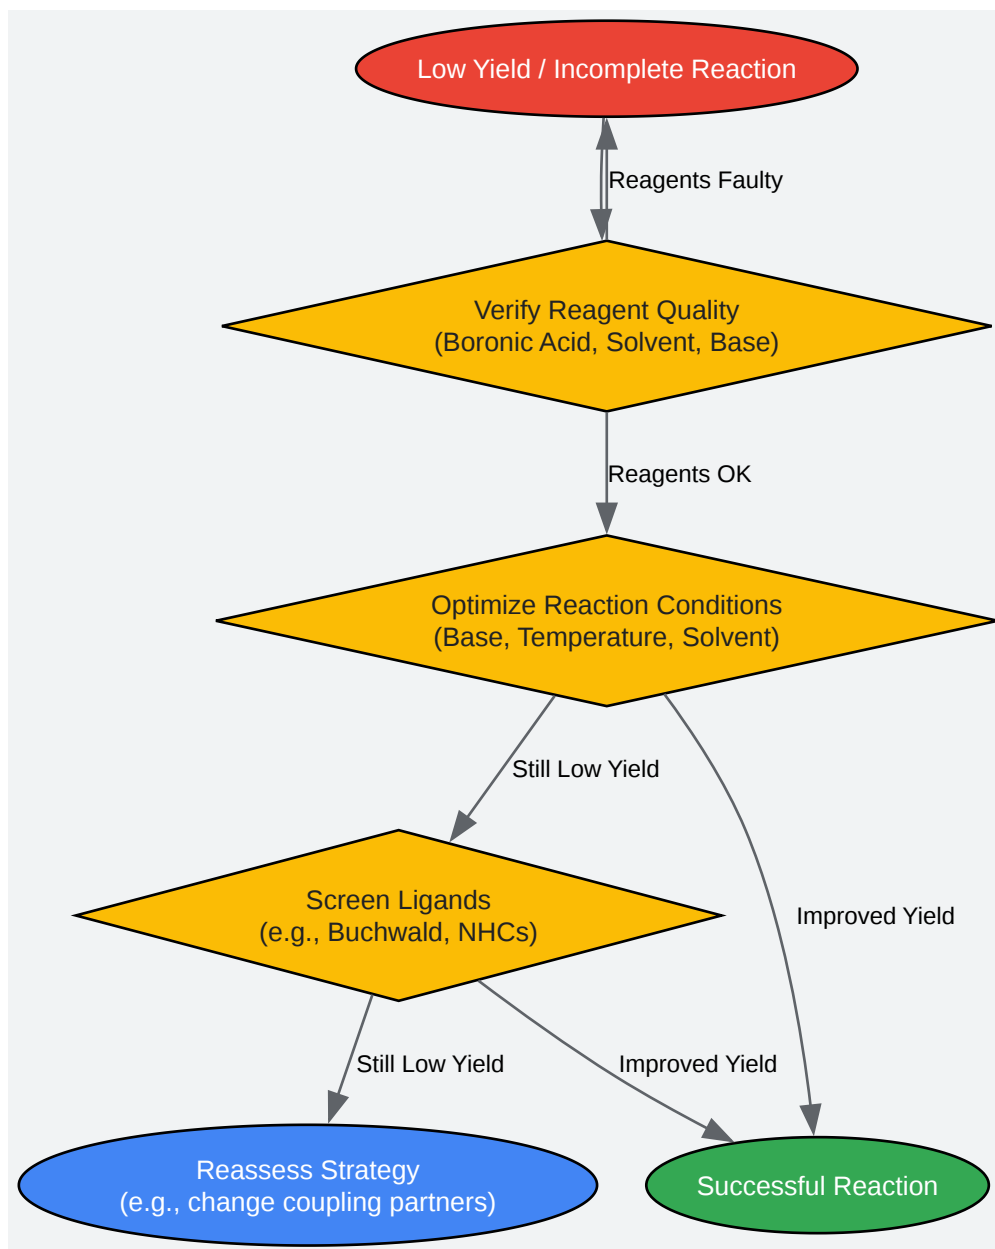 Low Yield / Incomplete Reaction
Reagents Faulty
Verify Reagent Quality
(Boronic Acid, Solvent, Base)
Reagents OK
Optimize Reaction Conditions
(Base, Temperature, Solvent)
Still Low Yield
Screen Ligands
(e.g., Buchwald, NHCs)
Improved Yield
Still Low Yield
Improved Yield
Reassess Strategy
(e.g., change coupling partners)
Successful Reaction